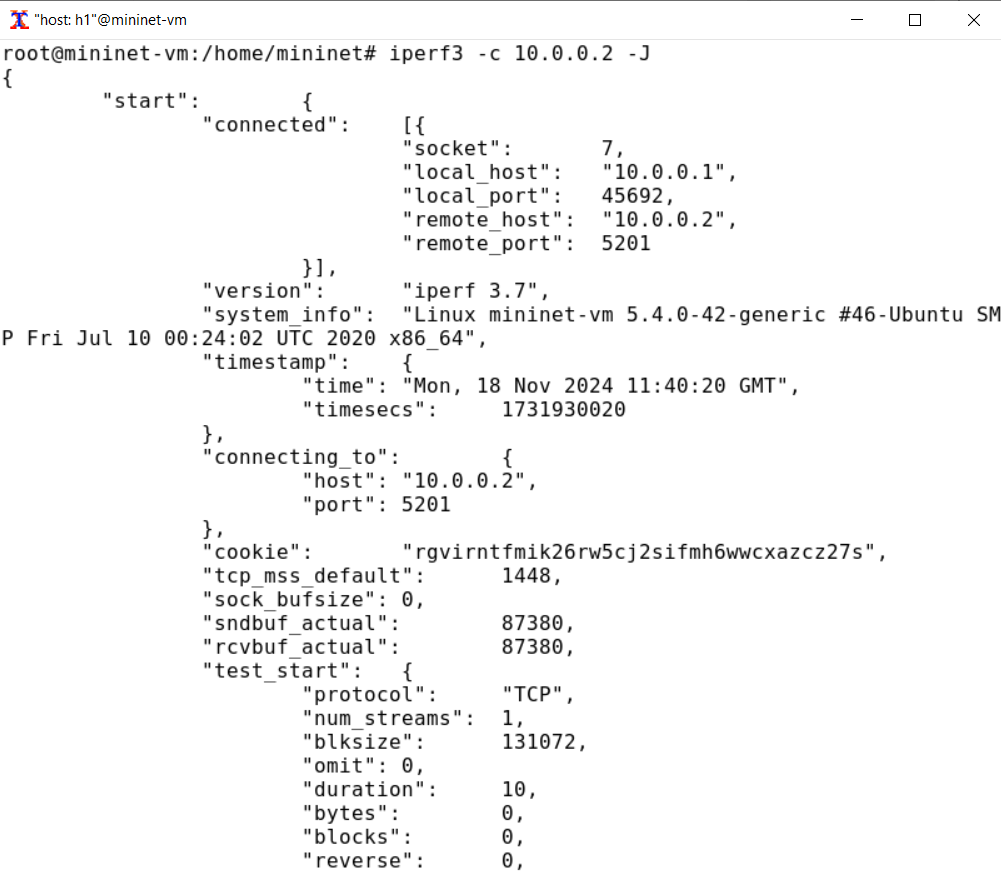 "host: h1"@mininet-vm
root@mininet-vm:/home/mininet# iperf3 -c 10.0.0.2 -J
{
        "start":        {
                "connected":    [{
                                "socket":       7,
                                "local_host":   "10.0.0.1",
                                "local_port":   45692,
                                "remote_host":  "10.0.0.2",
                                "remote_port":  5201
                        }],
                "version":      "iperf 3.7",
                "system_info":  "Linux mininet-vm 5.4.0-42-generic #46-Ubuntu SM
P Fri Jul 10 00:24:02 UTC 2020 x86_64",
                "timestamp":    {
                        "time": "Mon, 18 Nov 2024 11:40:20 GMT",
                        "timesecs":     1731930020
                },
                "connecting_to":        {
                        "host": "10.0.0.2",
                        "port": 5201
                },
                "cookie":       "rgvirntfmik26rw5cj2sifmh6wwcxazcz27s",
                "tcp_mss_default":      1448,
                "sock_bufsize": 0,
                "sndbuf_actual":        87380,
                "rcvbuf_actual":        87380,
                "test_start":   {
                        "protocol":     "TCP",
                        "num_streams":  1,
                        "blksize":      131072,
                        "omit": 0,
                        "duration":     10,
                        "bytes":        0,
                        "blocks":       0,
                        "reverse":      0,